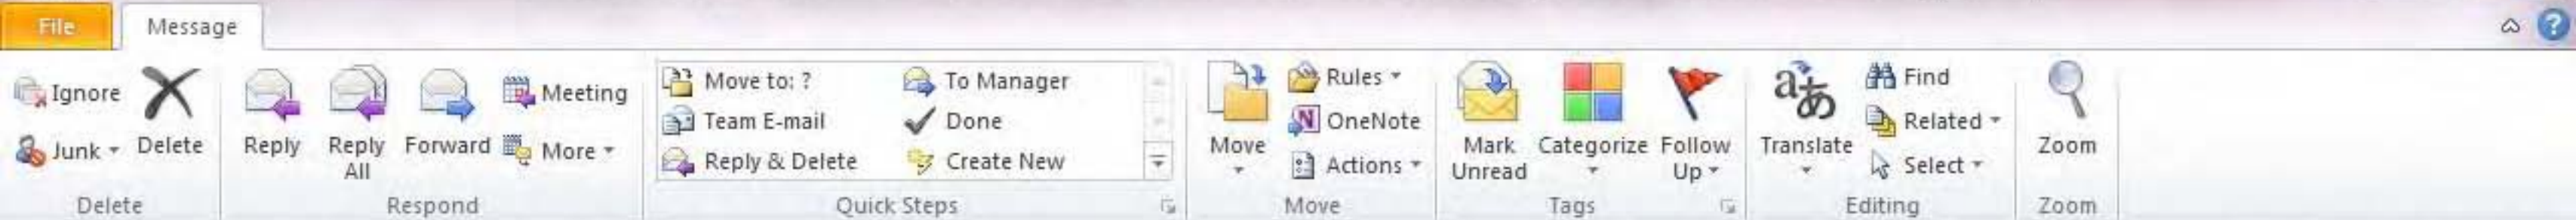 File Message
Ignore
Junk
Delete
Delete
Reply
Reply
All
Forward
Meeting
More
Respond
Move to: ?
To Manager
Team E-mail
Done
Reply & Delete
Create New
Quick Steps
Move
Rules
OneNote
Actions
Move
Mark
Unread
Categorize
Follow
Up
Tags
Translate
Find
Related
Select
Editing
Zoom
Zoom